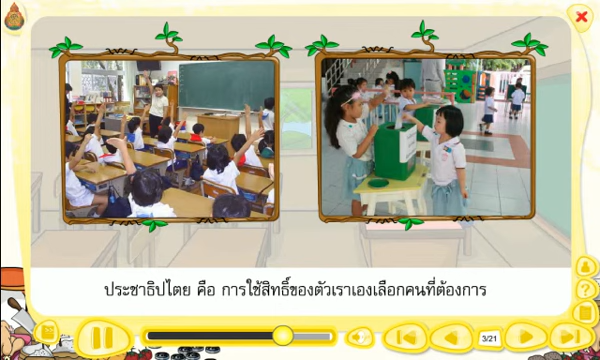 ประชาธิปไตย คือ การใช้สิทธิ์ของตัวเราเองเลือกคนที่ต้องการ
3/21